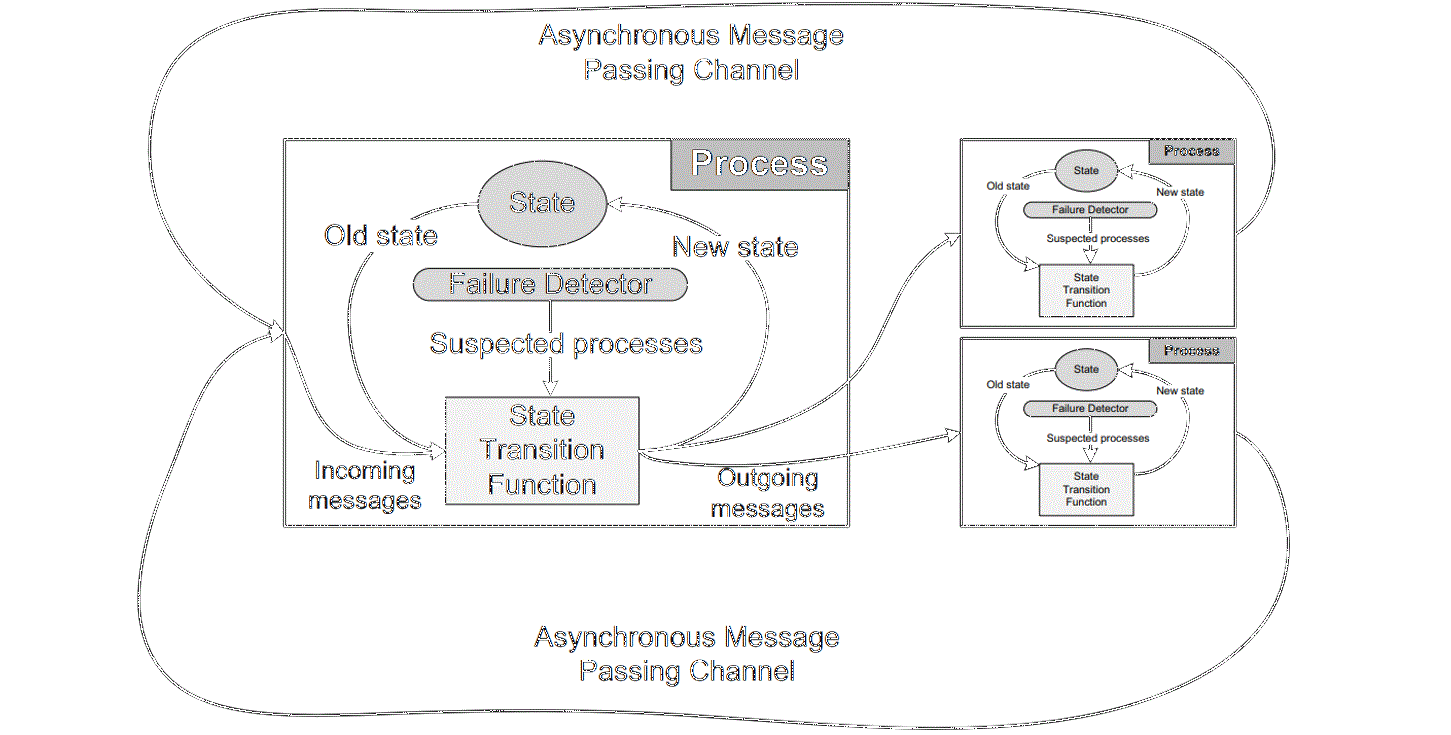 Asynchronous Message
Passing Channel
Process
State
Old state
New state
Failure Detector
Suspected processes
State
Transition
Function
Incoming
messages
Outgoing
messages
Process
State
Old state
New state
Failure Detector
Suspected processes
State
Transition
Function
Process
State
Old state
New state
Failure Detector
Suspected processes
State
Transition
Function
Asynchronous Message
Passing Channel